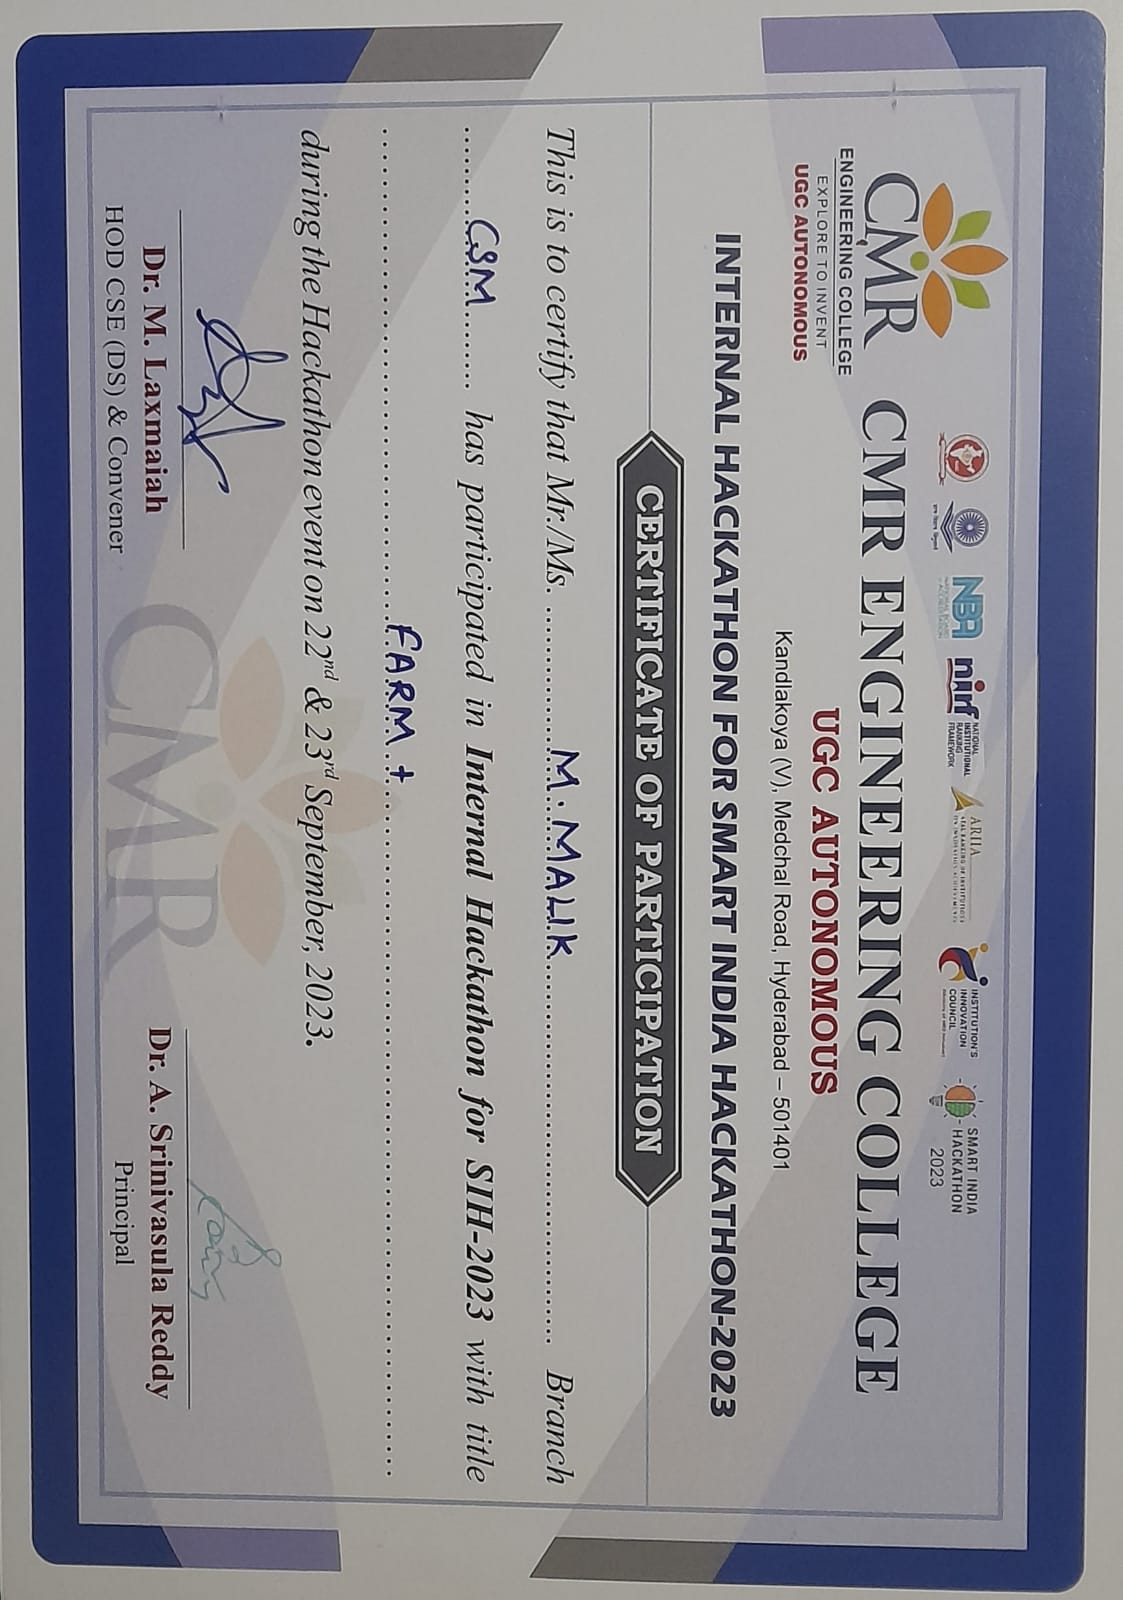 SMART INDIA
HACKATHON
2023
INSTITUTION'S
INNOVATION
COUNCIL
ARIIA
nirf
NATIONAL
INSTITUTIONAL
RANKING
FRAMEWORK
NBA
CMR
ENGINEERING COLLEGE
EXPLORE TO INVENT
UGC AUTONOMOUS
CMR ENGINEERING COLLEGE
UGC AUTONOMOUS
Kandlakoya (V), Medchal Road, Hyderabad – 501401
INTERNAL HACKATHON FOR SMART INDIA HACKATHON-2023
CERTIFICATE OF PARTICIPATION
This is to certify that Mr./Ms. M. MALIK Branch
CSM has participated in Internal Hackathon for SIH-2023 with title
FARM +
during the Hackathon event on 22nd & 23rd September, 2023.
CMR
Dr. M. Laxmaiah
HOD CSE (DS) & Convener
Dr. A. Srinivasula Reddy
Principal